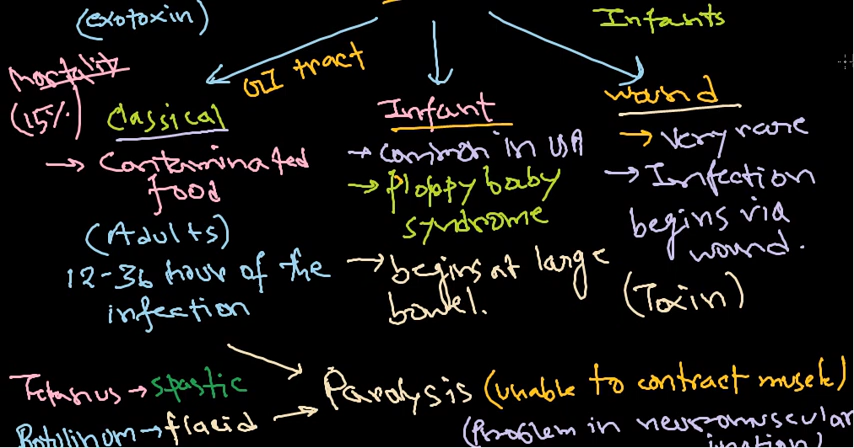 (exotoxin)
Infants
GI tract
Mortality
(15%)
Classical
→ Contaminated
food
(Adults)
12-36 hour of the
infection
Infant
→ common in USA
→ ploppy baby
syndrome
→ begins at large
bowel.
wound
→ Very rare
→ Infection
begins via
wound.
(Toxin)
Tetanus → spastic
Botulinum → flacid →
Paralysis (unable to contract muscle)
(Problem in neuromuscular